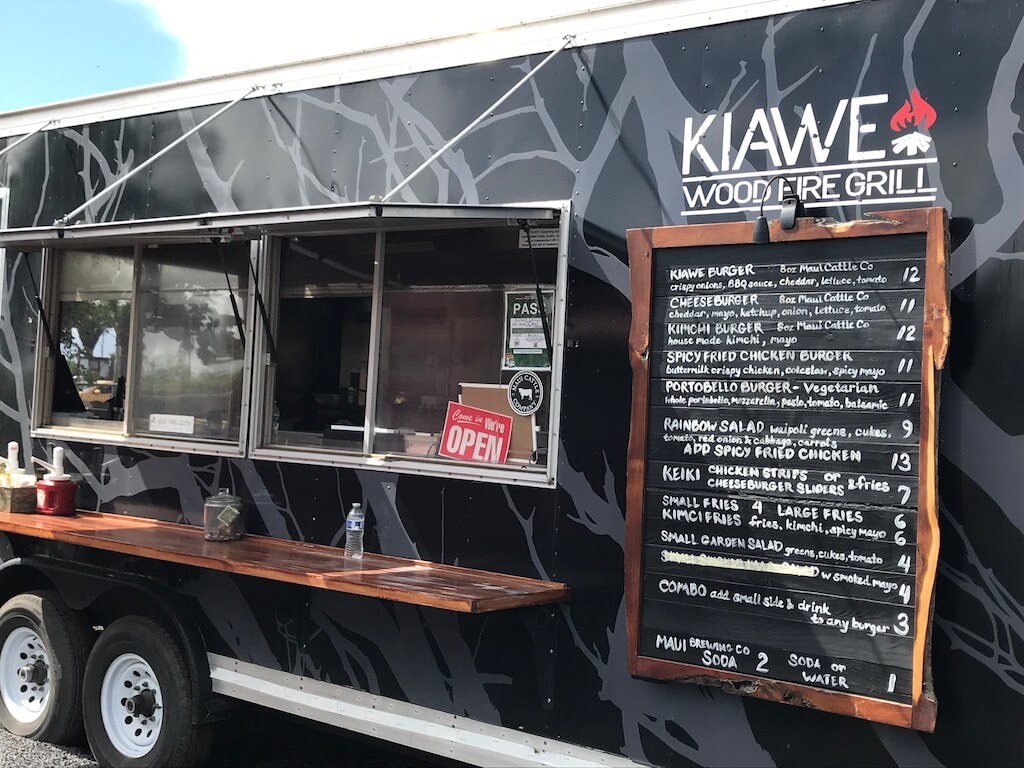 KIAWE
WOOD FIRE GRILL
KIAWE BURGER 8oz Maui Cattle Co 12
crispy onions, BBQ sauce, cheddar, lettuce, tomato
CHEESEBURGER 8oz Maui Cattle Co 11
cheddar, mayo, ketchup, onion, lettuce, tomato
KIMCHI BURGER 8oz Maui Cattle Co 12
house made kimchi, mayo
SPICY FRIED CHICKEN BURGER 11
buttermilk crispy chicken, coleslaw, spicy mayo
PORTOBELLO BURGER - Vegetarian 11
whole portobello, mozzarella, pesto, tomato, balsamic
RAINBOW SALAD waipoli greens, cukes, 9
tomato, red onion & cabbage, carrots
ADD SPICY FRIED CHICKEN 13
KEIKI CHICKEN STRIPS or & fries 7
CHEESEBURGER SLIDERS
SMALL FRIES 4 LARGE FRIES 6
KIMCI FRIES fries, kimchi, spicy mayo 6
SMALL GARDEN SALAD greens, cukes, tomato 4
w smoked mayo 4
COMBO add small side & drink
to any burger 3
MAUI BREWING CO
SODA 2 SODA or
WATER 1
PASS
MAUI CATTLE
COMPANY
Come in We're
OPEN